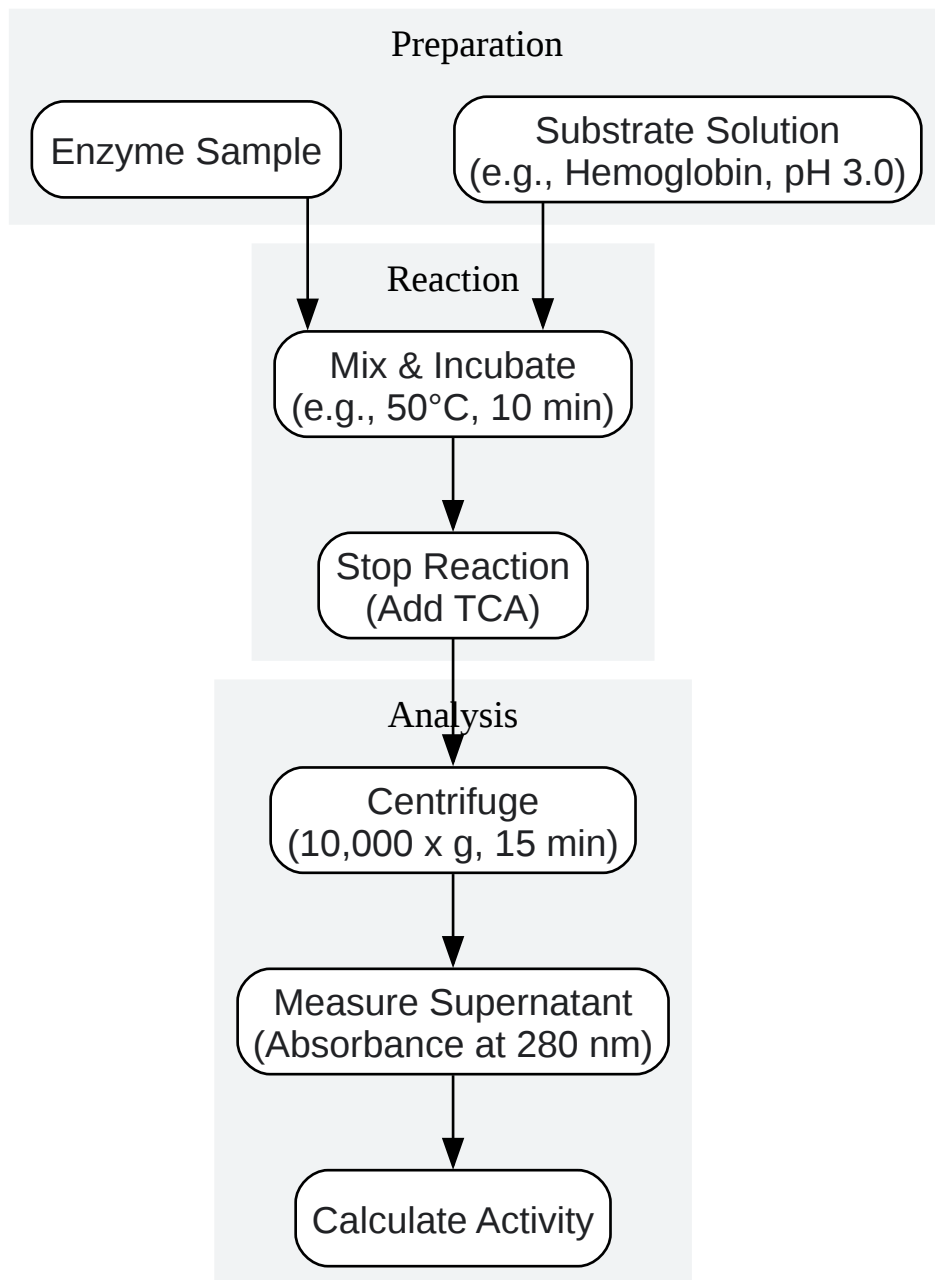 Preparation
Enzyme Sample
Substrate Solution
(e.g., Hemoglobin, pH 3.0)
Reaction
Mix & Incubate
(e.g., 50°C, 10 min)
Stop Reaction
(Add TCA)
Analysis
Centrifuge
(10,000 x g, 15 min)
Measure Supernatant
(Absorbance at 280 nm)
Calculate Activity